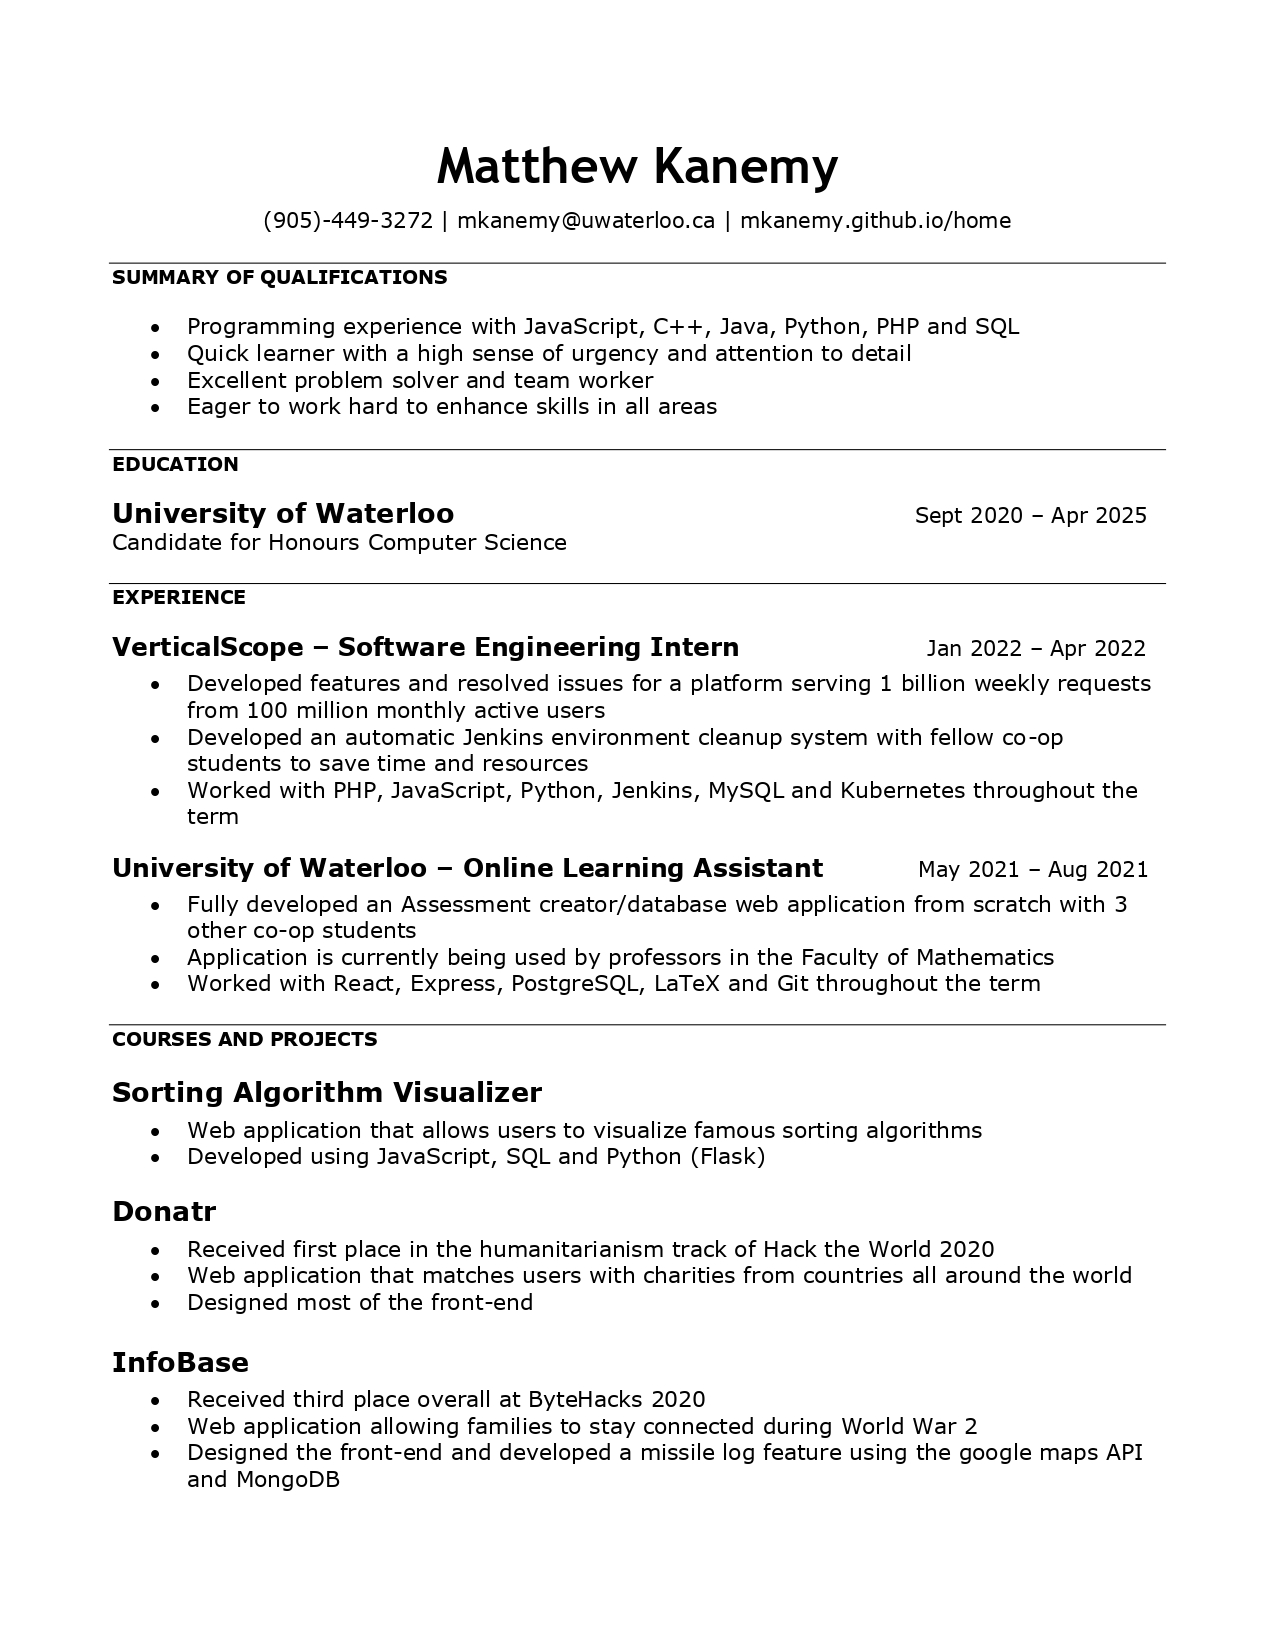 Matthew Kanemy
(905)-449-3272 | mkanemy@uwaterloo.ca | mkanemy.github.io/home
SUMMARY OF QUALIFICATIONS
• Programming experience with JavaScript, C++, Java, Python, PHP and SQL
• Quick learner with a high sense of urgency and attention to detail
• Excellent problem solver and team worker
• Eager to work hard to enhance skills in all areas
EDUCATION
University of Waterloo Sept 2020 – Apr 2025
Candidate for Honours Computer Science
EXPERIENCE
VerticalScope – Software Engineering Intern Jan 2022 – Apr 2022
• Developed features and resolved issues for a platform serving 1 billion weekly requests
from 100 million monthly active users
• Developed an automatic Jenkins environment cleanup system with fellow co-op
students to save time and resources
• Worked with PHP, JavaScript, Python, Jenkins, MySQL and Kubernetes throughout the
term
University of Waterloo – Online Learning Assistant May 2021 – Aug 2021
• Fully developed an Assessment creator/database web application from scratch with 3
other co-op students
• Application is currently being used by professors in the Faculty of Mathematics
• Worked with React, Express, PostgreSQL, LaTeX and Git throughout the term
COURSES AND PROJECTS
Sorting Algorithm Visualizer
• Web application that allows users to visualize famous sorting algorithms
• Developed using JavaScript, SQL and Python (Flask)
Donatr
• Received first place in the humanitarianism track of Hack the World 2020
• Web application that matches users with charities from countries all around the world
• Designed most of the front-end
InfoBase
• Received third place overall at ByteHacks 2020
• Web application allowing families to stay connected during World War 2
• Designed the front-end and developed a missile log feature using the google maps API
and MongoDB